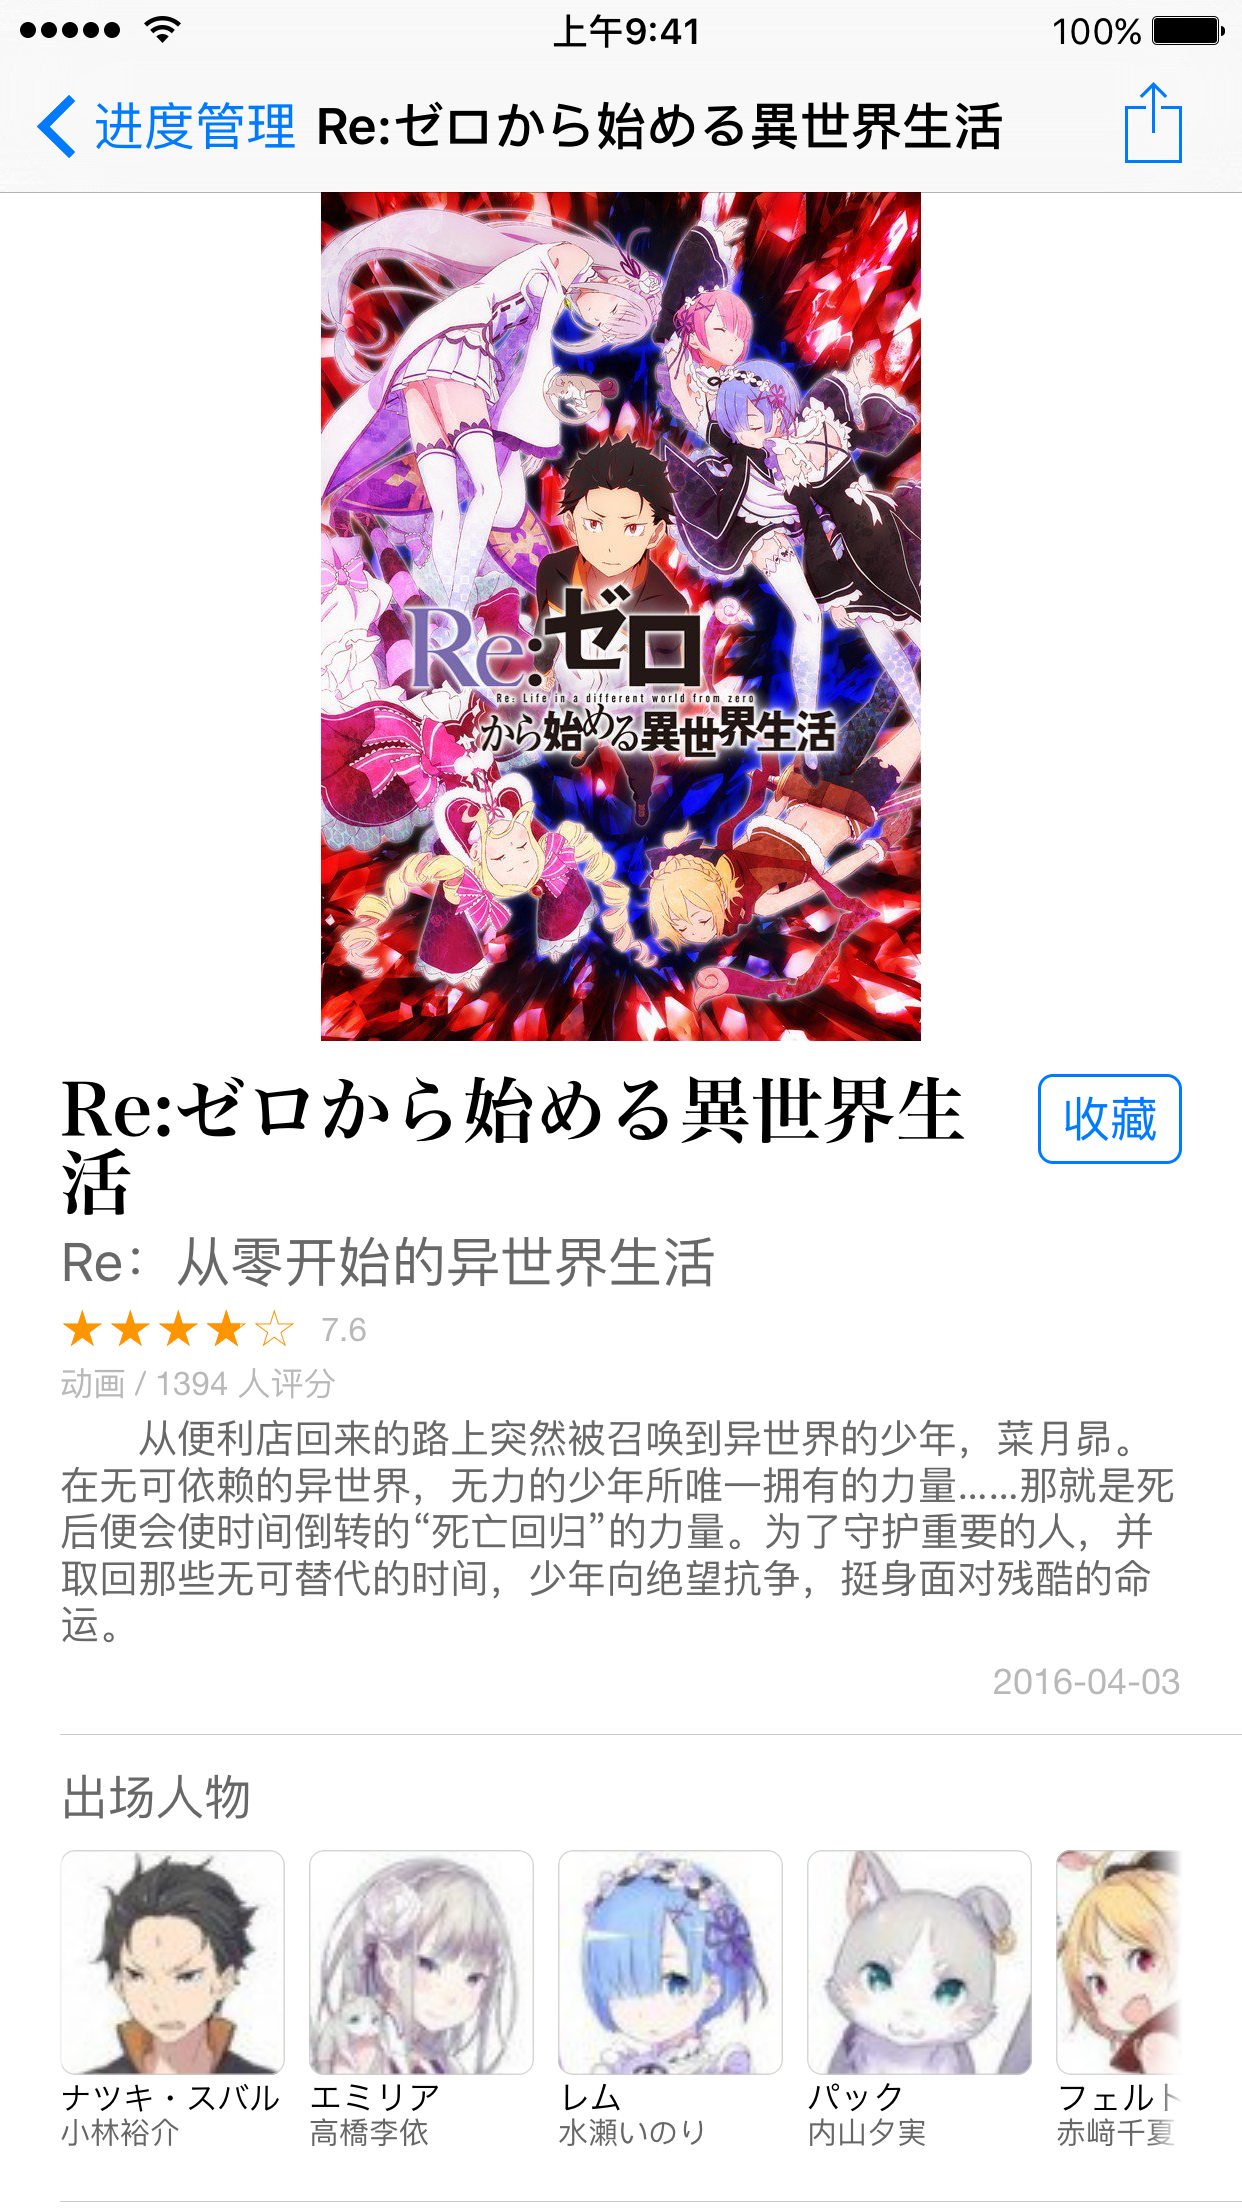 上午9:41
100%
进度管理
Re:ゼロから始める異世界生活
Re:ゼロ
Re: Life in a different world from zero
から始める異世界生活
Re:ゼロから始める異世界生
活
收藏
Re：从零开始的异世界生活
★★★★☆ 7.6
动画 / 1394 人评分
从便利店回来的路上突然被召唤到异世界的少年，菜月昴。
在无可依赖的异世界，无力的少年所唯一拥有的力量……那就是死
后便会使时间倒转的“死亡回归”的力量。为了守护重要的人，并
取回那些无可替代的时间，少年向绝望抗争，挺身面对残酷的命
运。
2016-04-03
出场人物
ナツキ・スバル
小林裕介
エミリア
高橋李依
レム
水瀬いのり
パック
内山夕実
フェルト
赤﨑千夏